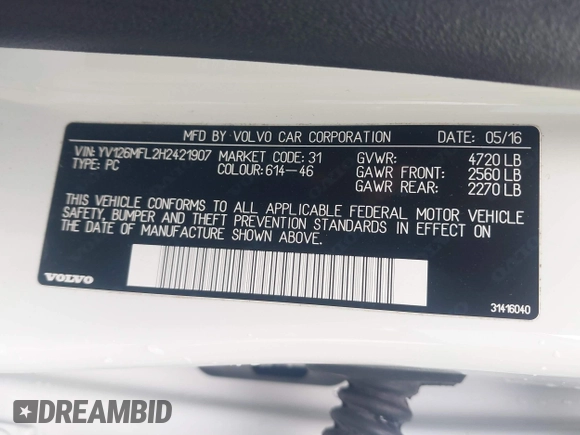 MFD BY VOLVO CAR CORPORATION DATE: 05/16
VIN: YV126MFL2H2421907 MARKET CODE: 31 GVWR: 4720 LB
TYPE: PC COLOUR: 614-46 GAWR FRONT: 2560 LB
GAWR REAR: 2270 LB
THIS VEHICLE CONFORMS TO ALL APPLICABLE FEDERAL MOTOR VEHICLE
SAFETY, BUMPER AND THEFT PREVENTION STANDARDS IN EFFECT ON
THE DATE OF MANUFACTURE SHOWN ABOVE.
VOLVO
31416040
DREAMBID